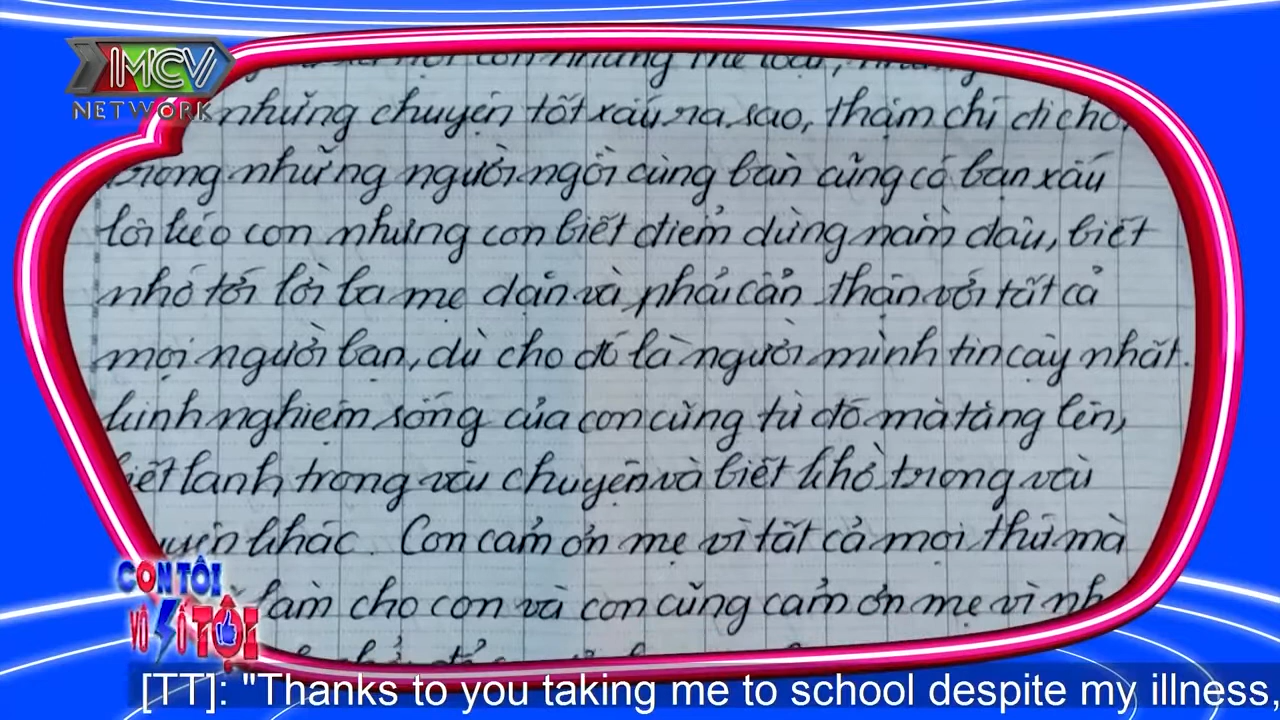 MCV
NETWORK
những chuyện tốt xấu ra sao, thậm chí đi chơi
trong những người ngồi cùng bàn cũng có bạn xấu
lôi kéo con nhưng con biết điểm dừng nằm đâu, biết
nhớ tới lời ba mẹ dặn và phải cẩn thận với tất cả
mọi người bạn, dù cho đó là người mình tin cậy nhất.
kinh nghiệm sống của con cũng từ đó mà tăng lên,
biết lanh trong vài chuyện và biết khờ trong vài
khác. Con cảm ơn mẹ vì tất cả mọi thứ mà
làm cho con và con cũng cảm ơn mẹ vì
CON TÔI
VÔ SỐ TỘI
[TT]: "Thanks to you taking me to school despite my illness,